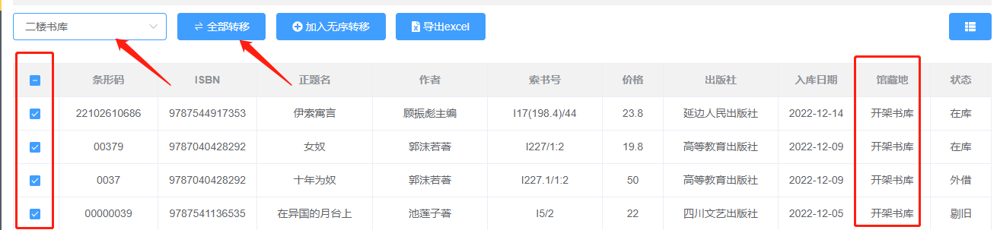 二楼书库 全部转移 加入无序转移 导出excel
条形码 ISBN 正题名 作者 索书号 价格 出版社 入库日期 馆藏地 状态
22102610686 9787544917353 伊索寓言 顾振彪主编 I17(198.4)/44 23.8 延边人民出版社 2022-12-14 开架书库 在库
00379 9787040428292 女奴 郭沫若著 I227/1:2 19.8 高等教育出版社 2022-12-09 开架书库 在库
0037 9787040428292 十年为奴 郭沫若著 I227.1/1:2 50 高等教育出版社 2022-12-09 开架书库 外借
00000039 9787541136535 在异国的月台上 池莲子著 I5/2 22 四川文艺出版社 2022-12-05 开架书库 剔旧